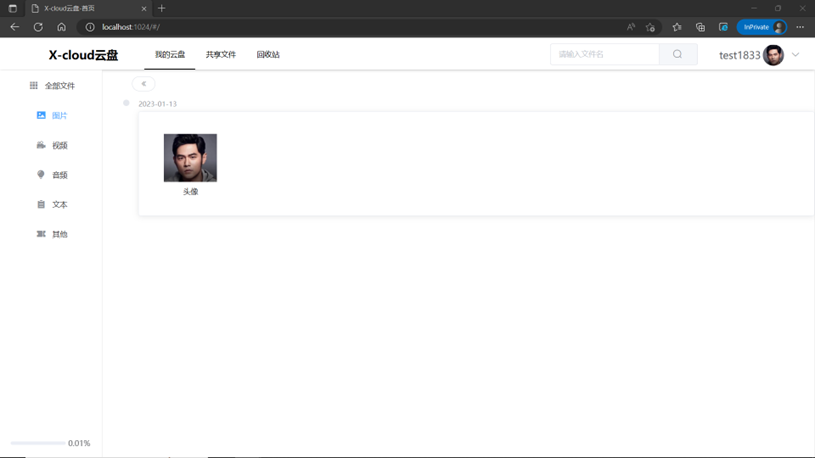 X-cloud云盘-首页
localhost:1024/#/
InPrivate
X-cloud云盘
我的云盘
共享文件
回收站
请输入文件名
test1833
全部文件
图片
视频
音频
文本
其他
2023-01-13
头像
0.01%